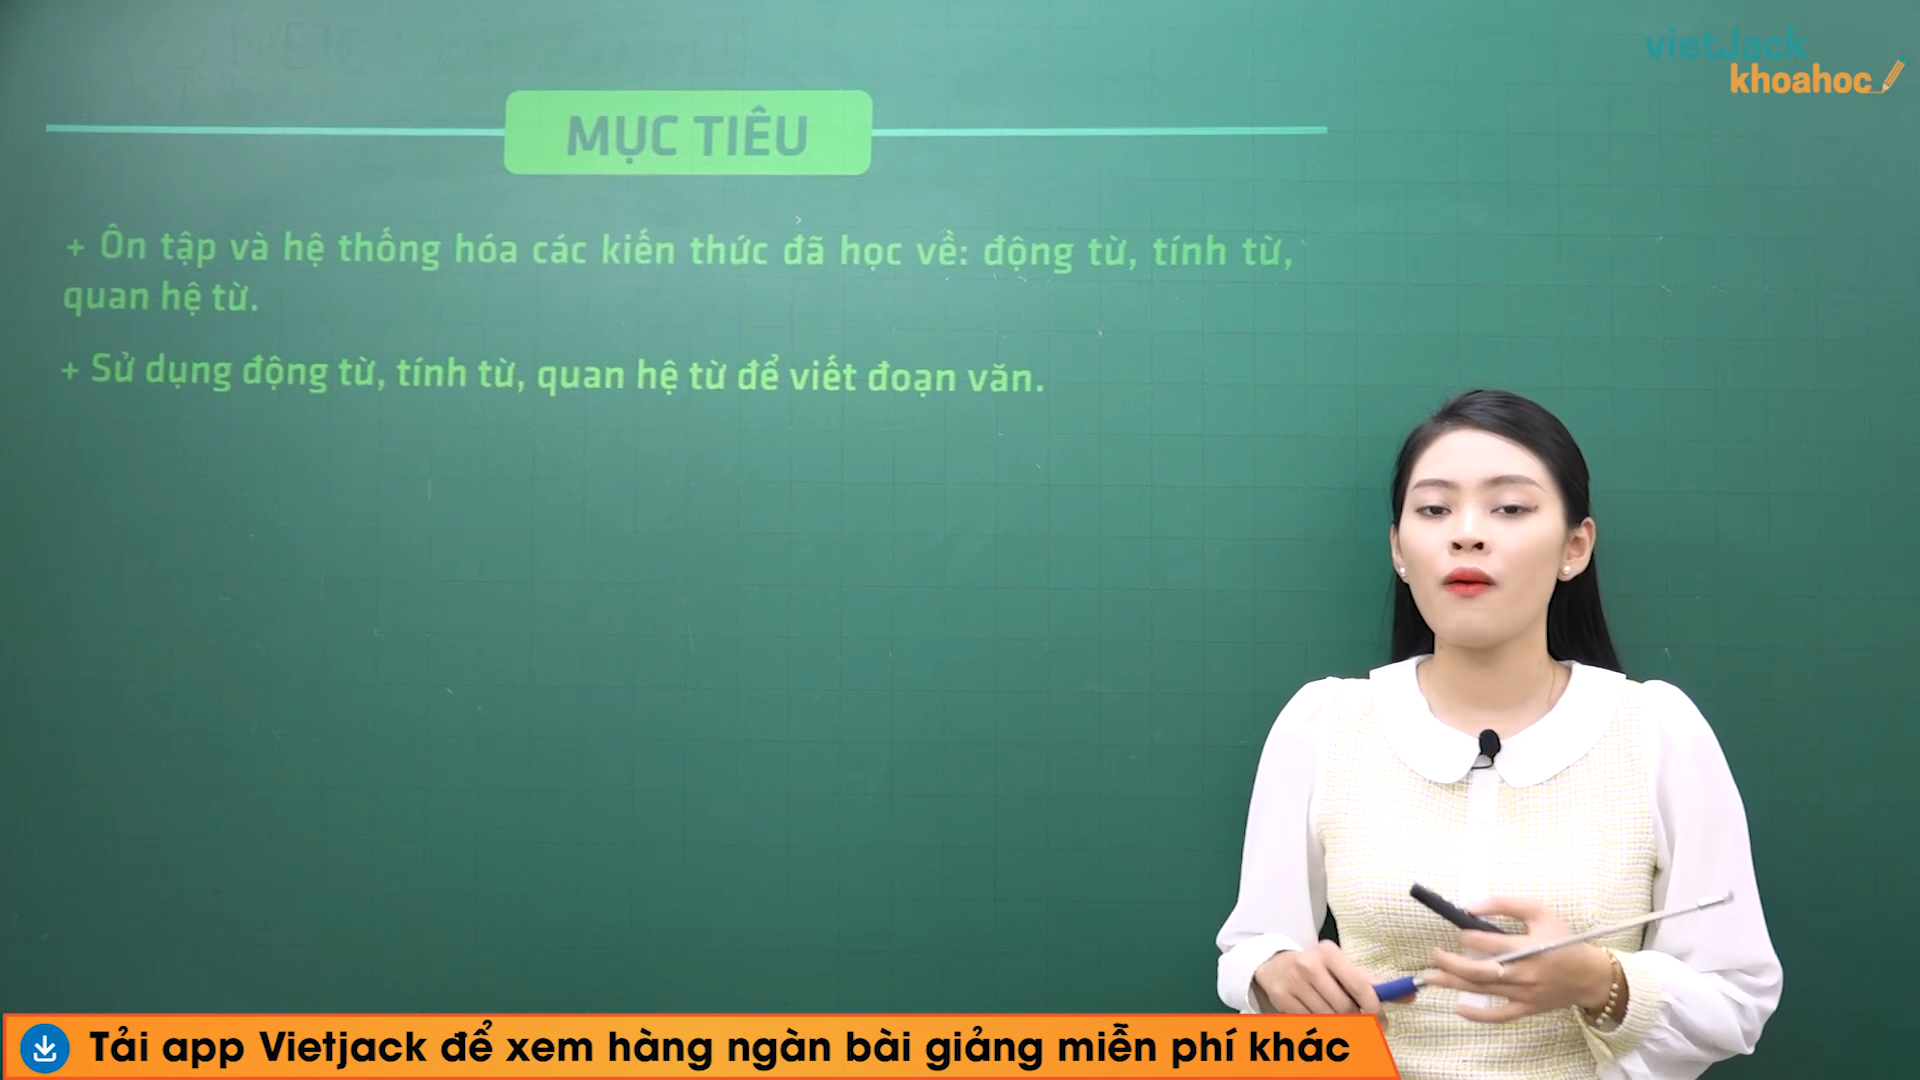 vietJack
khoahoc
MỤC TIÊU
+ Ôn tập và hệ thống hóa các kiến thức đã học về: động từ, tính từ,
quan hệ từ.
+ Sử dụng động từ, tính từ, quan hệ từ để viết đoạn văn.
Tải app Vietjack để xem hàng ngàn bài giảng miễn phí khác